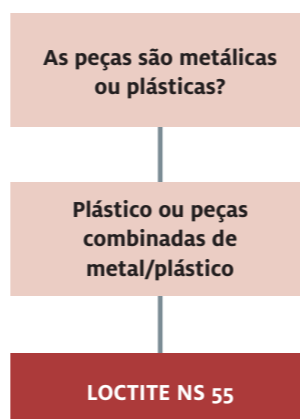 As peças são metálicas
ou plásticas?
Plástico ou peças
combinadas de
metal/plástico
LOCTITE NS 55